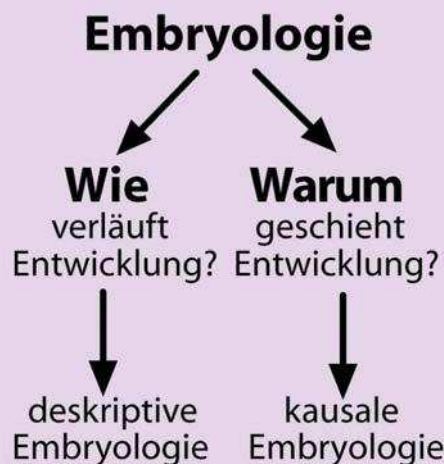 Embryologie
Wie
verläuft
Entwicklung?
Warum
geschieht
Entwicklung?
deskriptive
Embryologie
kausale
Embryologie